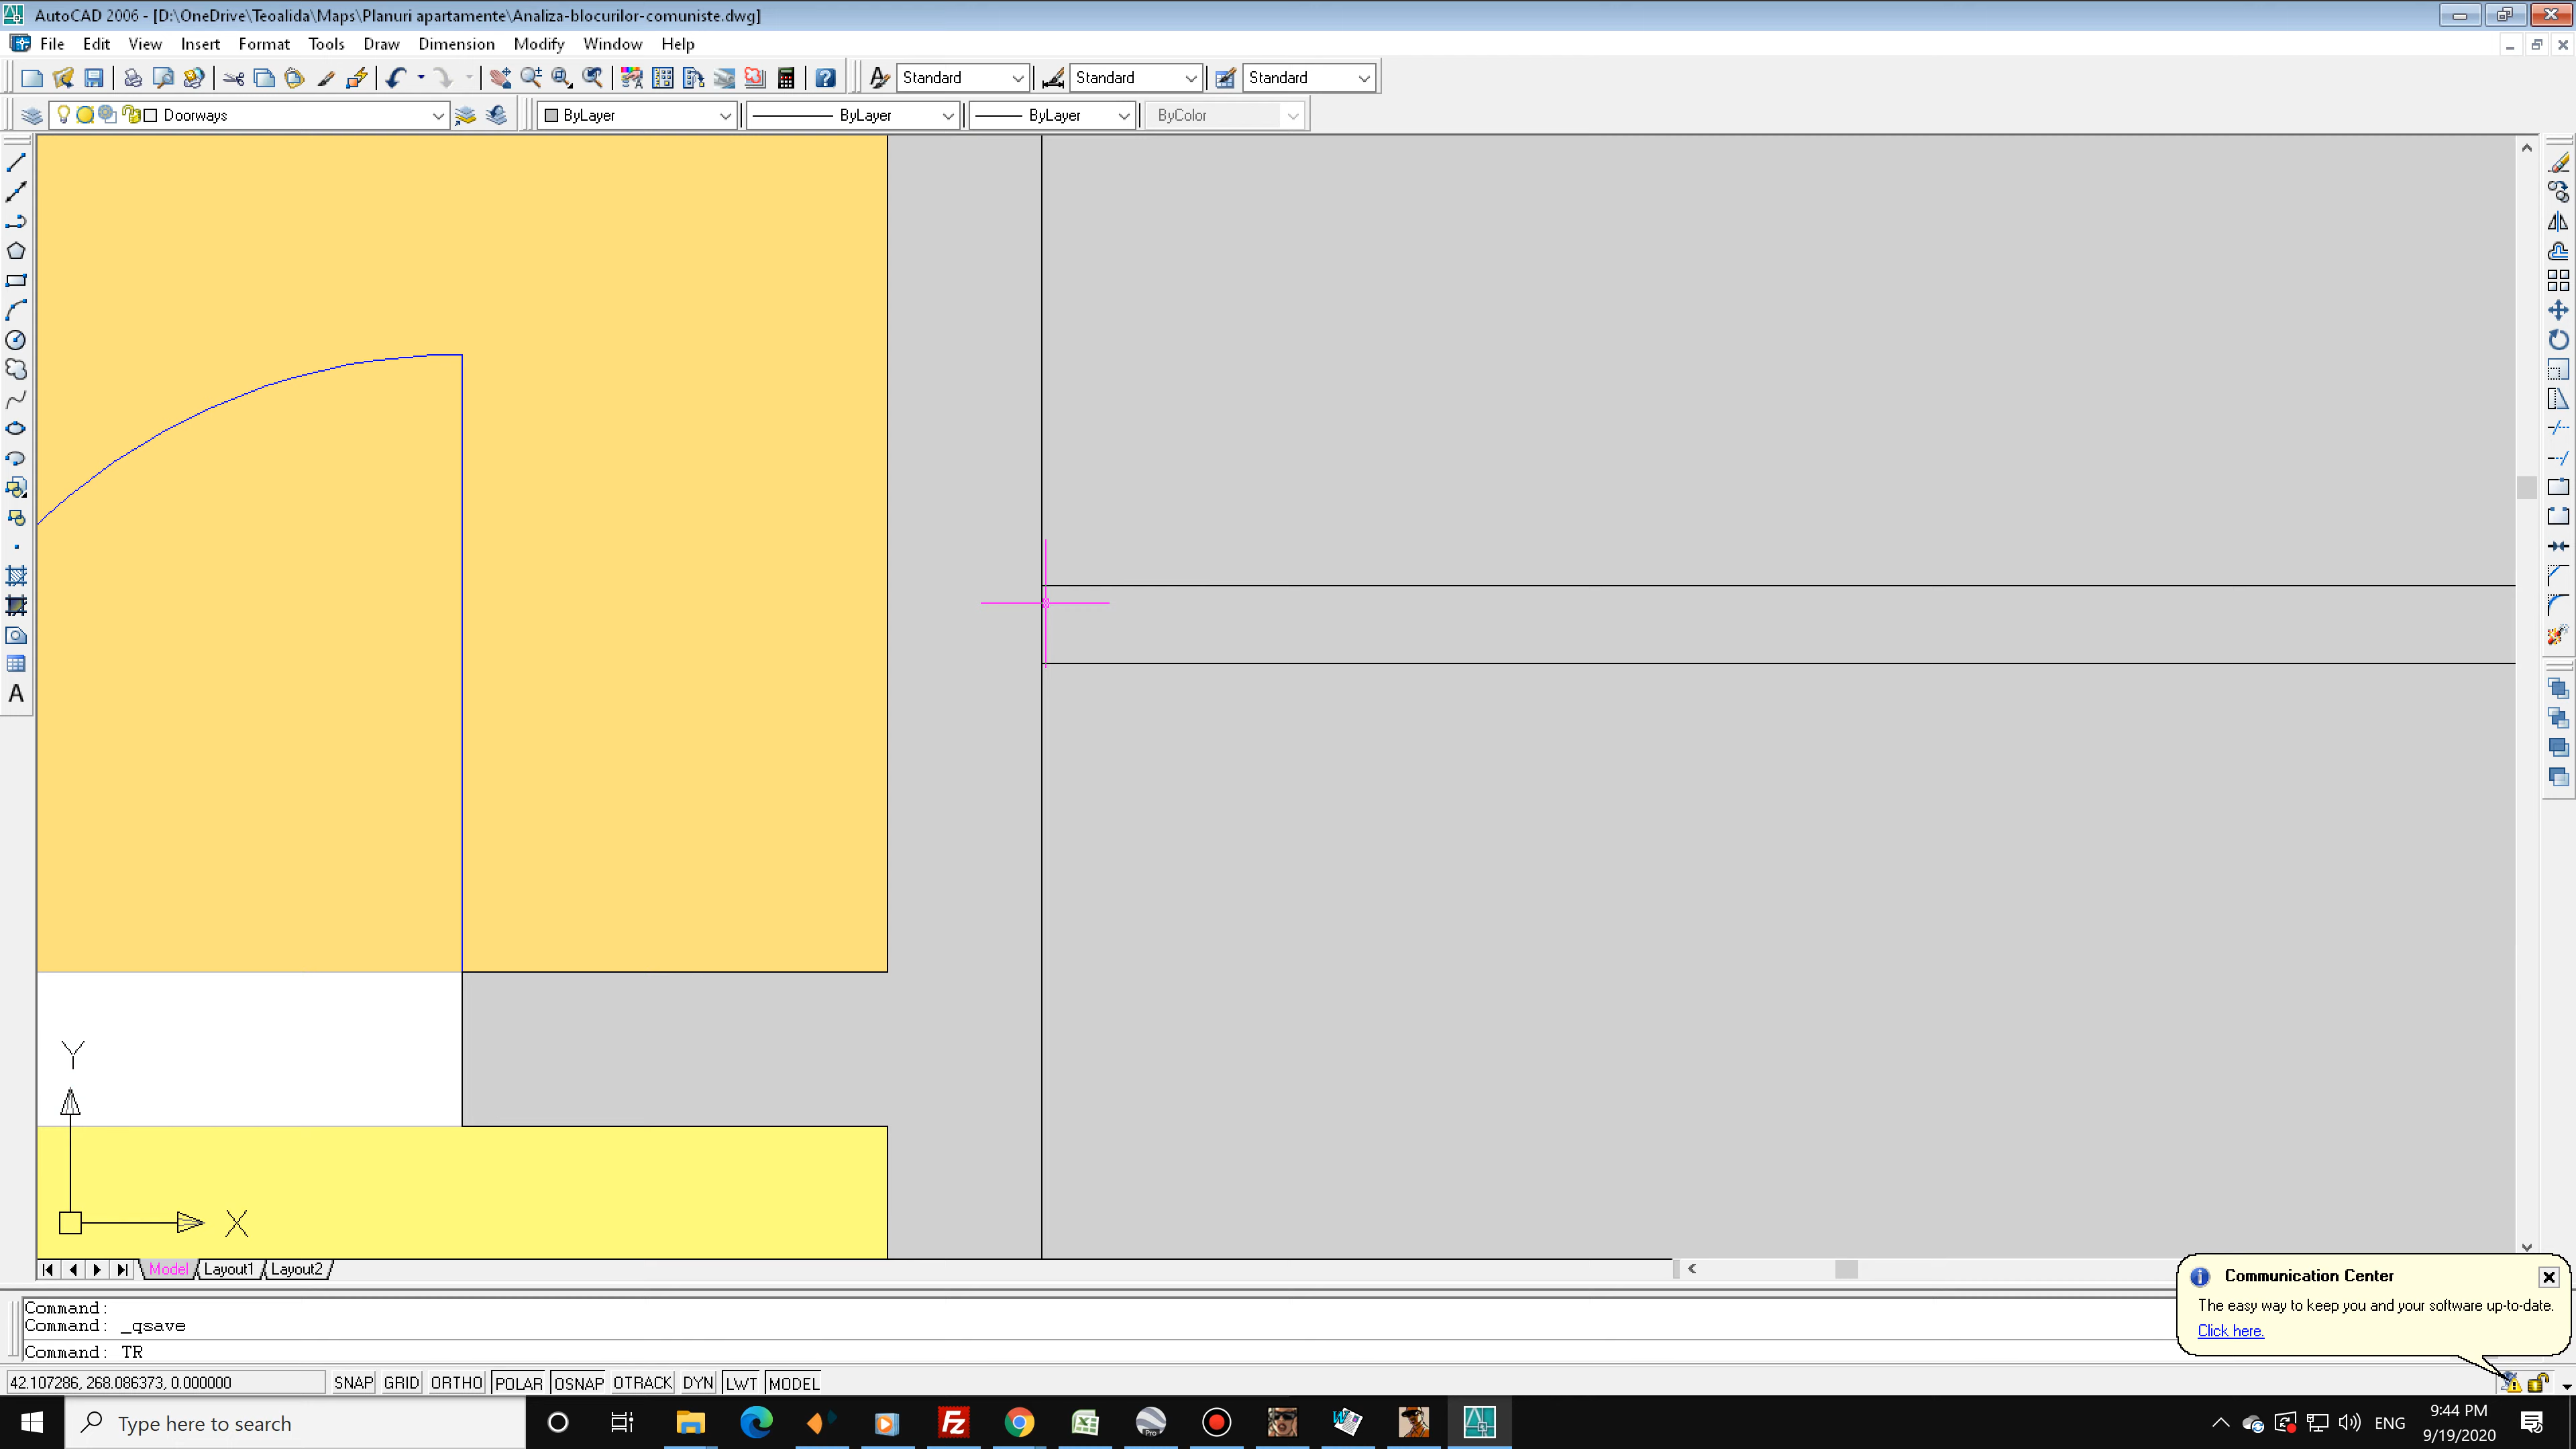 AutoCAD 2006 - [D:\OneDrive\Teoalida\Maps\Planuri apartamente\Analiza-blocurilor-comuniste.dwg]
File Edit View Insert Format Tools Draw Dimension Modify Window Help
Standard Standard Standard
Doorways ByLayer ByLayer ByLayer ByColor
A
Y
X
Model Layout1 Layout2
Command:
Command: _qsave
Command: TR
Communication Center
The easy way to keep you and your software up-to-date.
Click here.
42.107286, 268.086373, 0.000000 SNAP GRID ORTHO POLAR OSNAP OTRACK DYN LWT MODEL
Type here to search
Fz
Pro
ENG
9:44 PM
9/19/2020